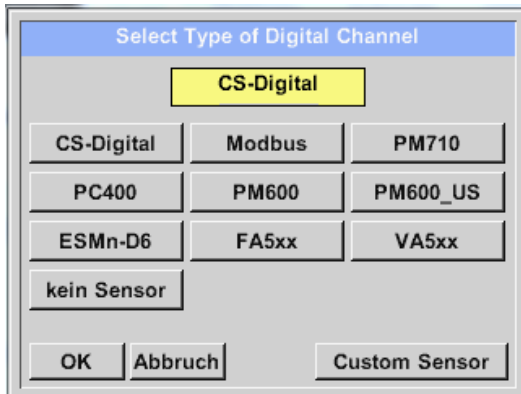 Select Type of Digital Channel
CS-Digital
CS-Digital Modbus PM710
PC400 PM600 PM600_US
ESMn-D6 FA5xx VA5xx
kein Sensor
OK Abbruch Custom Sensor